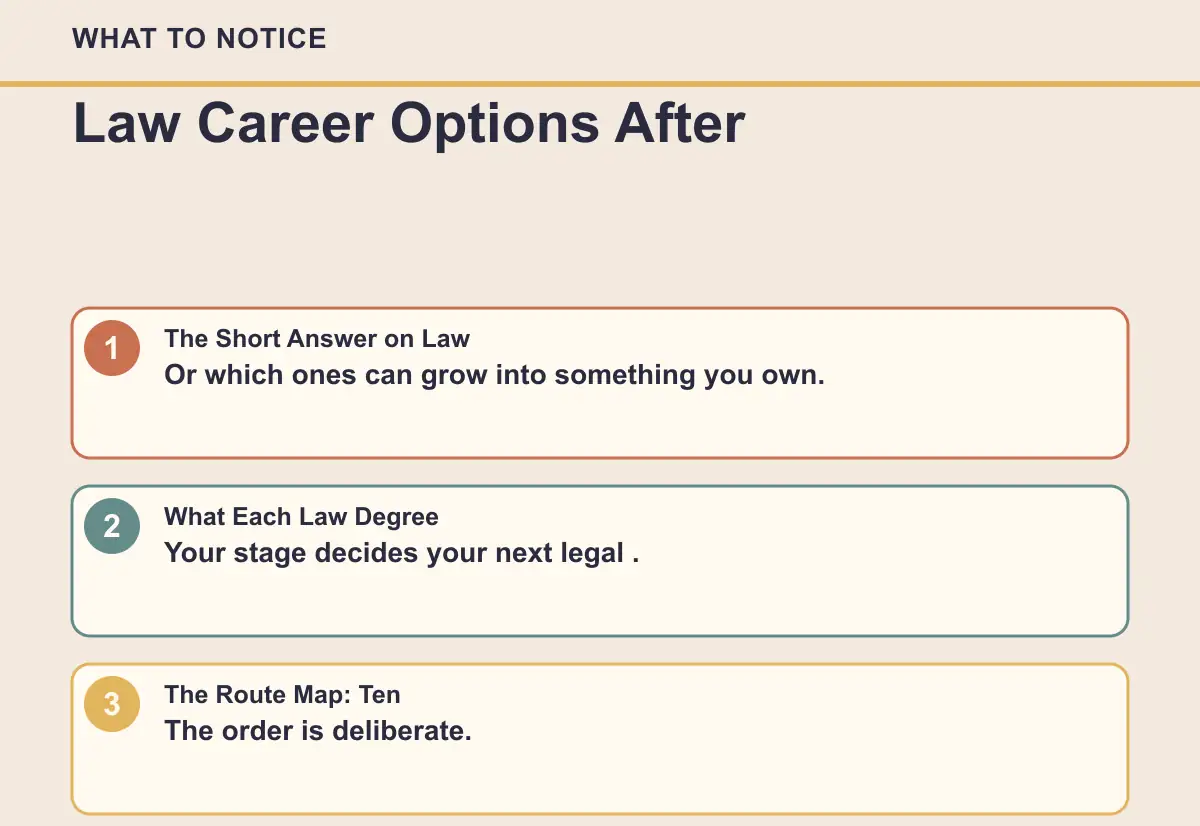 WHAT TO NOTICE
Law Career Options After
1
The Short Answer on Law
Or which ones can grow into something you own.
2
What Each Law Degree
Your stage decides your next legal .
3
The Route Map: Ten
The order is deliberate.